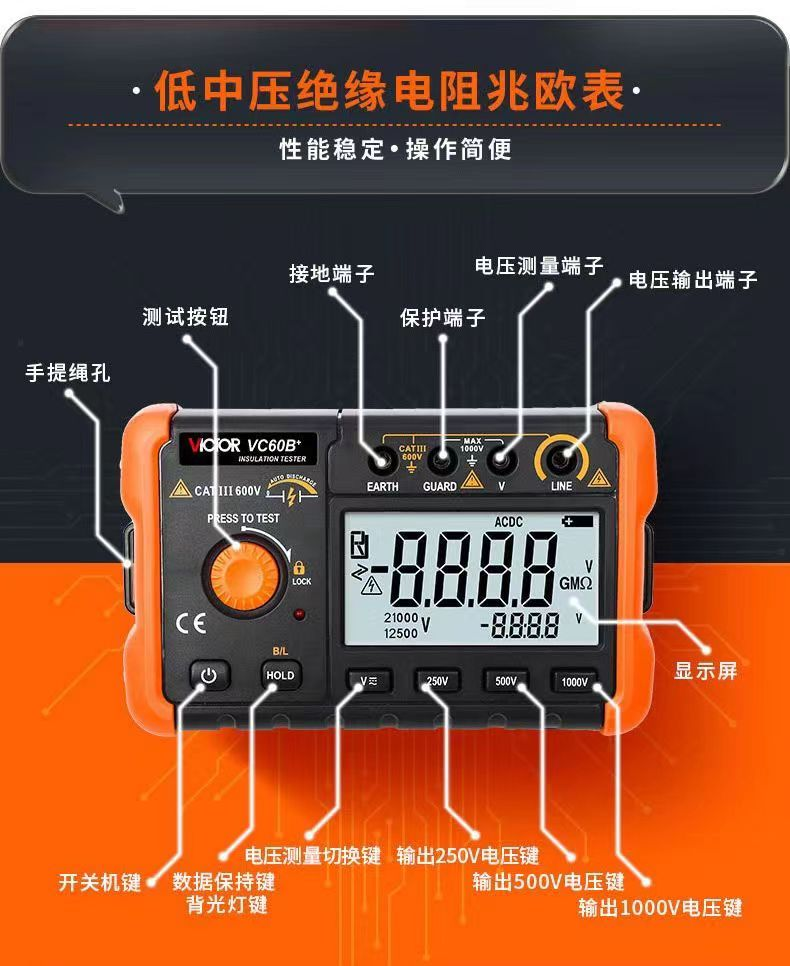 ·低中压绝缘电阻兆欧表·
性能稳定•操作简便
接地端子
电压测量端子
电压输出端子
测试按钮
保护端子
手提绳孔
VICTOR VC60B+
INSULATION TESTER
CAT III 600V
AUTO DISCHARGE
PRESS TO TEST
LOCK
CAT III
600V
MAX
1000V
EARTH
GUARD
V
LINE
ACDC
-8.8.8.8
V
GMΩ
21000
12500 V
-8.8.8.8 V
CE
显示屏
B/L
HOLD
V
250V
500V
1000V
电压测量切换键
输出250V电压键
开关机键
数据保持键
背光灯键
输出500V电压键
输出1000V电压键